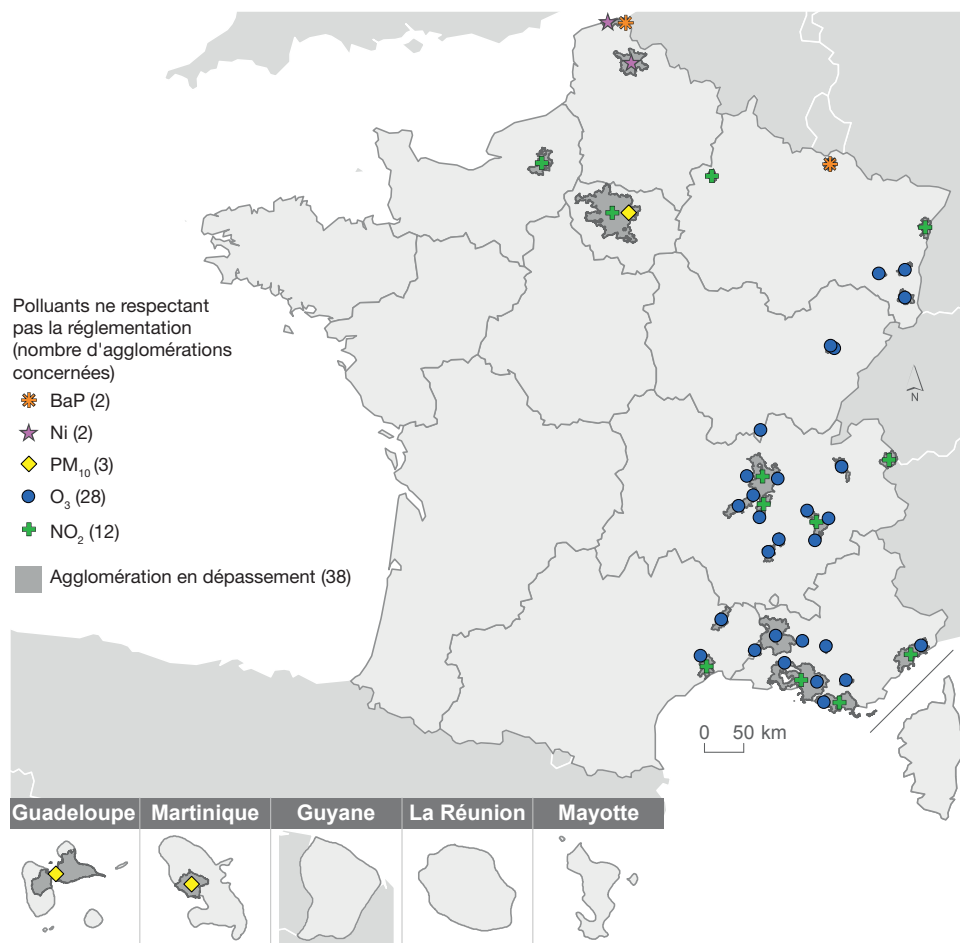 Polluants ne respectant
pas la réglementation
(nombre d'agglomérations
concernées)
BaP (2)
Ni (2)
PM10 (3)
O3 (28)
NO2 (12)
Agglomération en dépassement (38)
N
0 50 km
Guadeloupe Martinique Guyane La Réunion Mayotte